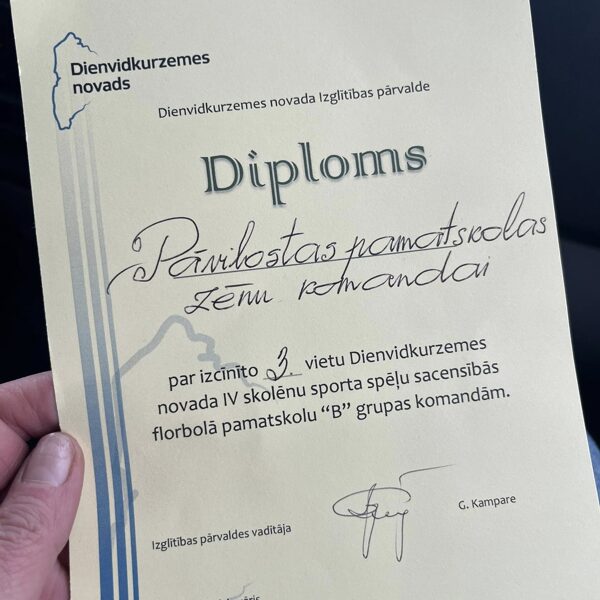 Dienvidkurzemes
novads
Dienvidkurzemes novada Izglītības pārvalde
Diploms
Pāvilostas pamatskolas
zēnu komandai
par izcīnīto 3. vietu Dienvidkurzemes
novada IV skolēnu sporta spēļu sacensībās
florbolā pamatskolu “B” grupas komandām.
Izglītības pārvaldes vadītāja
G. Kampare